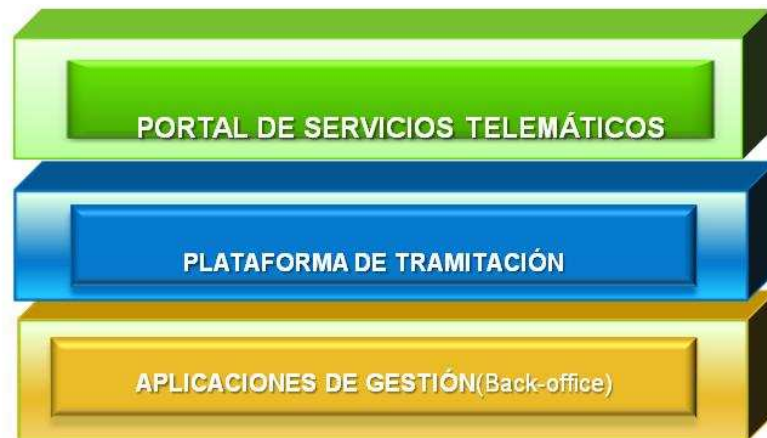 PORTAL DE SERVICIOS TELEMÁTICOS
PLATAFORMA DE TRAMITACIÓN
APLICACIONES DE GESTIÓN(Back-office)